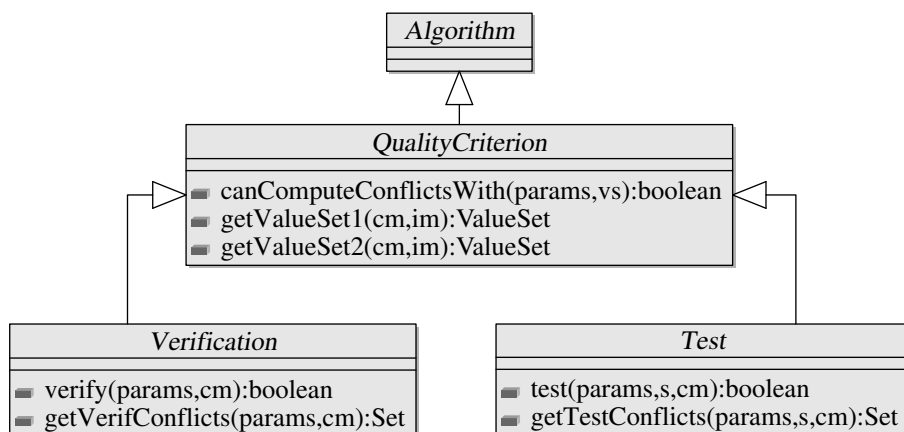 Algorithm
QualityCriterion
canComputeConflictsWith(params,vs):boolean
getValueSet1(cm,im):ValueSet
getValueSet2(cm,im):ValueSet
Verification
verify(params,cm):boolean
getVerifConflicts(params,cm):Set
Test
test(params,s,cm):boolean
getTestConflicts(params,s,cm):Set